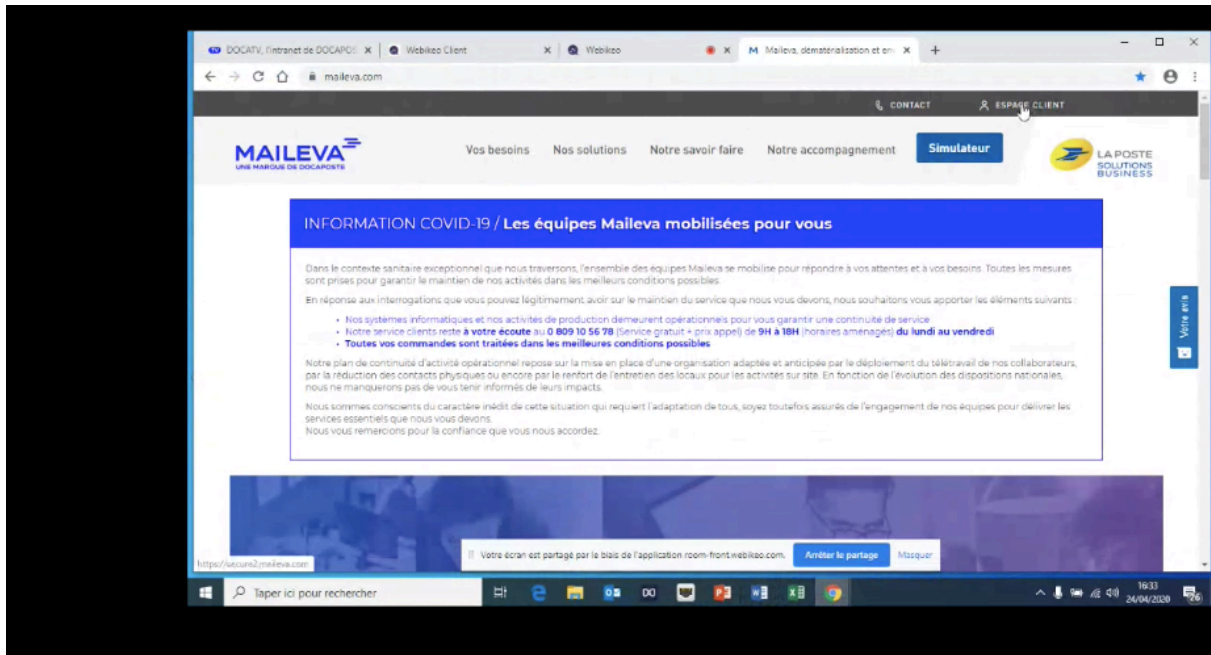 DOCATV, l'intranet de DOCAPOS
Webikeo Client
Webikeo
Maileva, dématérialisation et en
maileva.com
CONTACT
ESPACE CLIENT
MAILEVA
UNE MARQUE DE DOCAPOSTE
Vos besoins
Nos solutions
Notre savoir faire
Notre accompagnement
Simulateur
LA POSTE
SOLUTIONS
BUSINESS
INFORMATION COVID-19 / Les équipes Maileva mobilisées pour vous
Dans le contexte sanitaire exceptionnel que nous traversons, l'ensemble des équipes Maileva se mobilise pour répondre à vos attentes et à vos besoins. Toutes les mesures
sont prises pour garantir le maintien de nos activités dans les meilleurs conditions possibles.
En réponse aux interrogations que vous pouvez légitimement avoir sur le maintien du service que nous vous devons, nous souhaitons vous apporter les éléments suivants :
• Nos systèmes informatiques et nos activités de production demeurent opérationnels pour vous garantir une continuité de service
• Notre service clients reste à votre écoute au 0 809 10 56 78 (Service gratuit + prix appel) de 9H à 18H (horaires aménagés) du lundi au vendredi
• Toutes vos commandes sont traitées dans les meilleures conditions possibles
Notre plan de continuité d'activité opérationnel repose sur la mise en place d'une organisation adaptée et anticipée par le déploiement du télétravail de nos collaborateurs,
par la réduction des contacts physiques ou encore par le renfort de l'entretien des locaux pour les activités sur site. En fonction de l'évolution des dispositions nationales,
nous ne manquerons pas de vous tenir informés de leurs impacts.
Nous sommes conscients du caractère inédit de cette situation qui requiert l'adaptation de tous, soyez toutefois assurés de l'engagement de nos équipes pour délivrer les
services essentiels que nous vous devons.
Nous vous remercions pour la confiance que vous nous accordez.
Votre avis
Votre écran est partagé par le biais de l'application room-front.webikeo.com.
Arrêter le partage
Masquer
https://secure2.maileva.com
Taper ici pour rechercher
16:33
24/04/2020
26